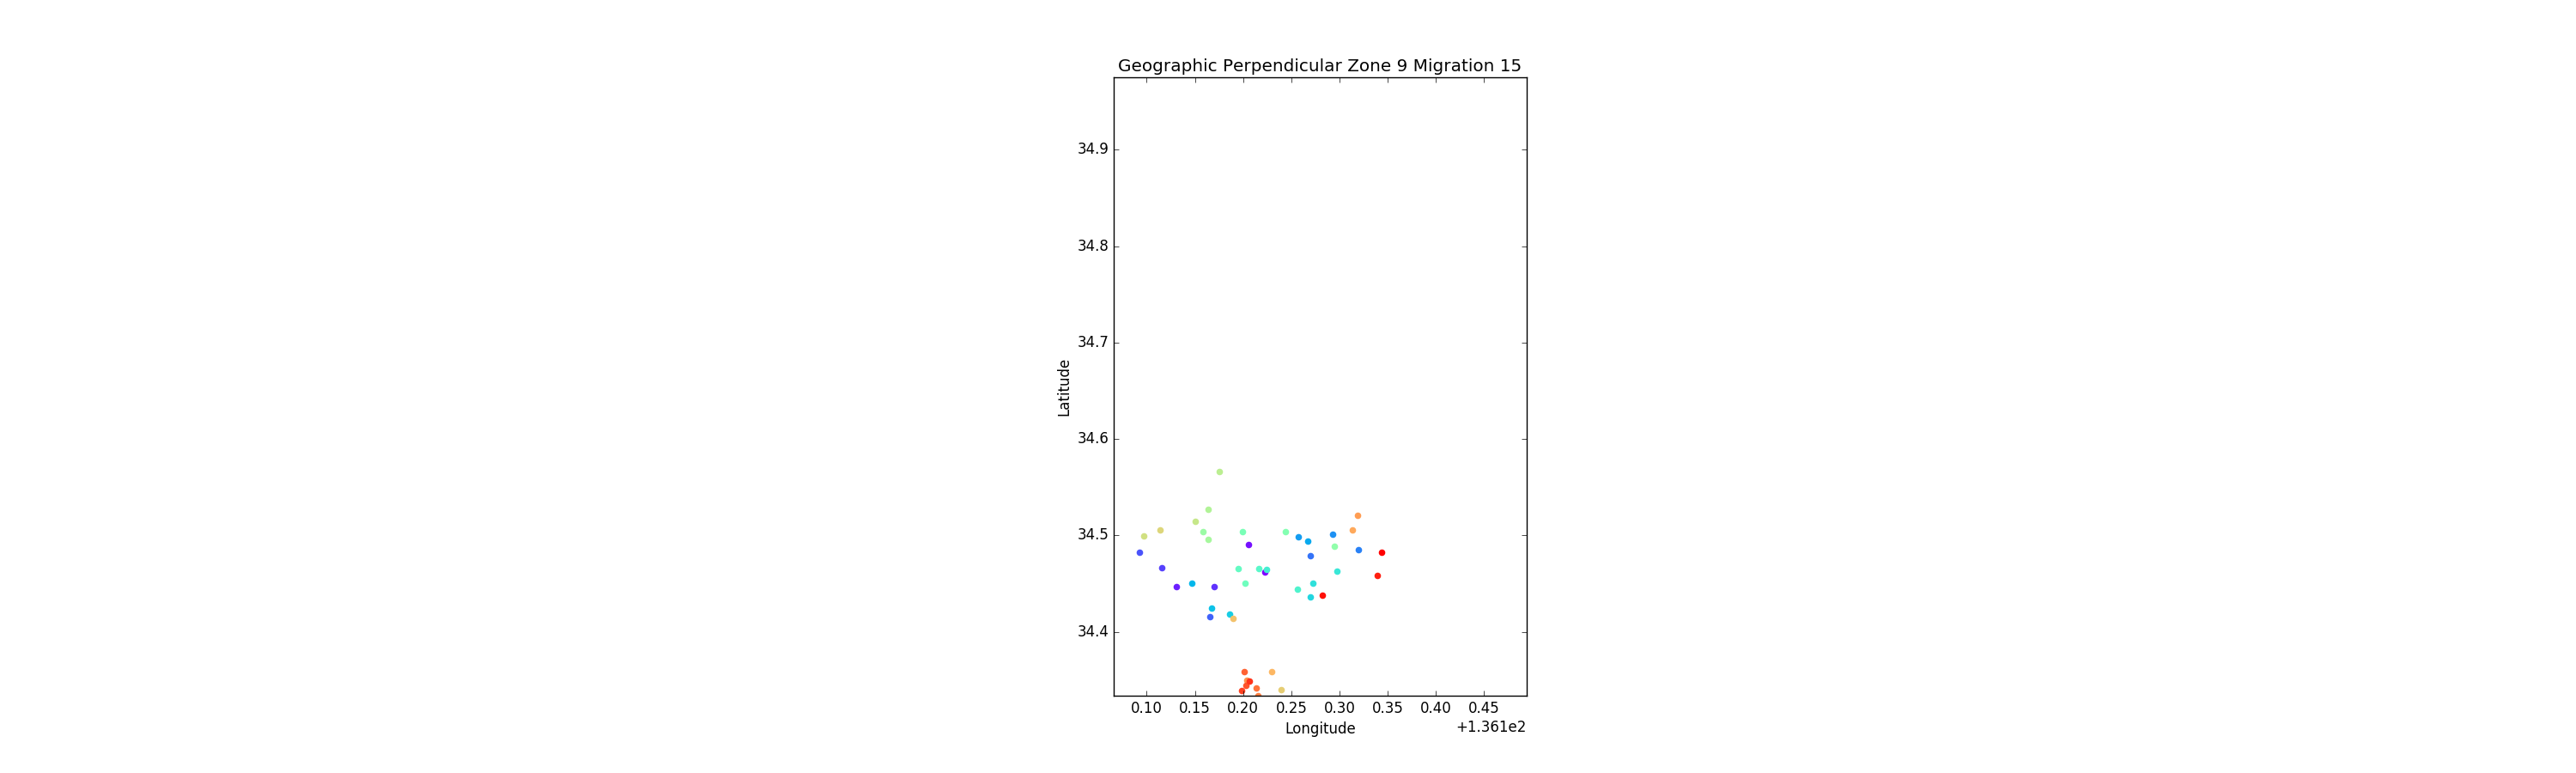 Geographic Perpendicular Zone 9 Migration 15
34.9
34.8
34.7
34.6
34.5
34.4
Latitude
0.10 0.15 0.20 0.25 0.30 0.35 0.40 0.45
Longitude
+1.361e2